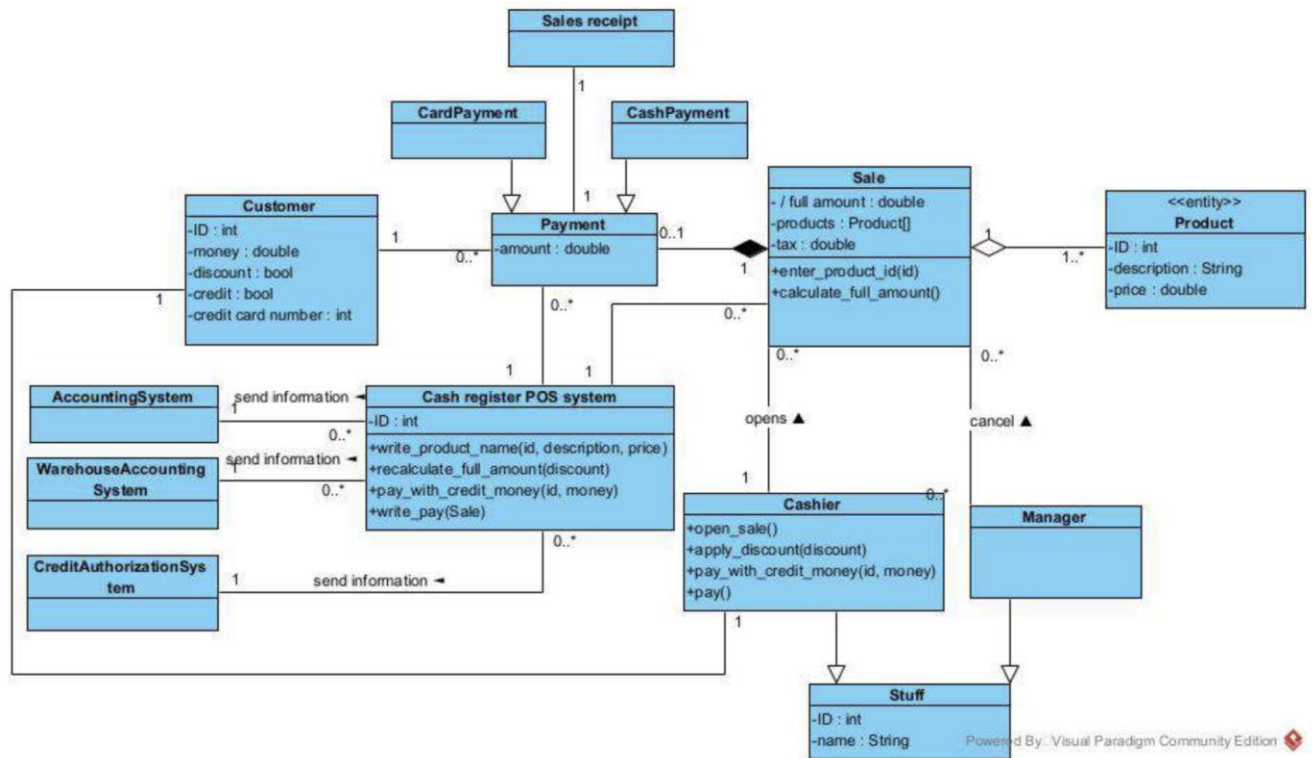 Sales receipt
1
CardPayment
CashPayment
1
Customer
-ID : int
-money : double
-discount : bool
-credit : bool
-credit card number : int
1
0..*
1
Payment
-amount : double
0..1
1
0..*
Sale
- / full amount : double
-products : Product[]
-tax : double
+enter_product_id(id)
+calculate_full_amount()
1
1..*
<<entity>>
Product
-ID : int
-description : String
-price : double
0..*
0..*
0..*
1
1
AccountingSystem
send information ◄
1
0..*
WarehouseAccounting
System
send information ◄
1
0..*
CreditAuthorizationSys
tem
1
send information ◄
0..*
Cash register POS system
-ID : int
+write_product_name(id, description, price)
+recalculate_full_amount(discount)
+pay_with_credit_money(id, money)
+write_pay(Sale)
opens ▲
cancel ▲
1
0..*
Cashier
+open_sale()
+apply_discount(discount)
+pay_with_credit_money(id, money)
+pay()
1
Manager
Stuff
-ID : int
-name : String
Powered By: Visual Paradigm Community Edition